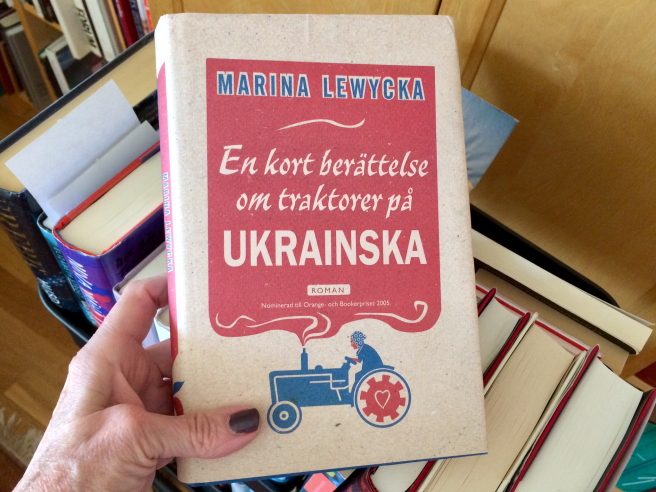 MARINA LEWYCKA
En kort berättelse
om traktorer på
UKRAINSKA
ROMAN
Nominerad till Orange- och Bookerpriset 2005.